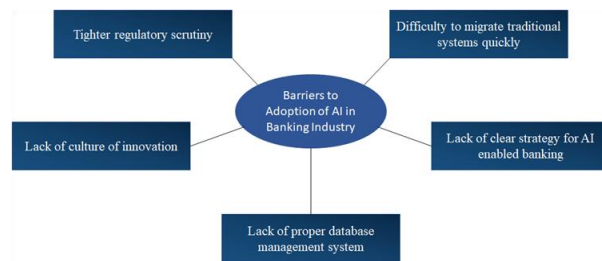 Tighter regulatory scrutiny
Difficulty to migrate traditional
systems quickly
Barriers to
Adoption of AI in
Banking Industry
Lack of culture of innovation
Lack of clear strategy for AI
enabled banking
Lack of proper database
management system